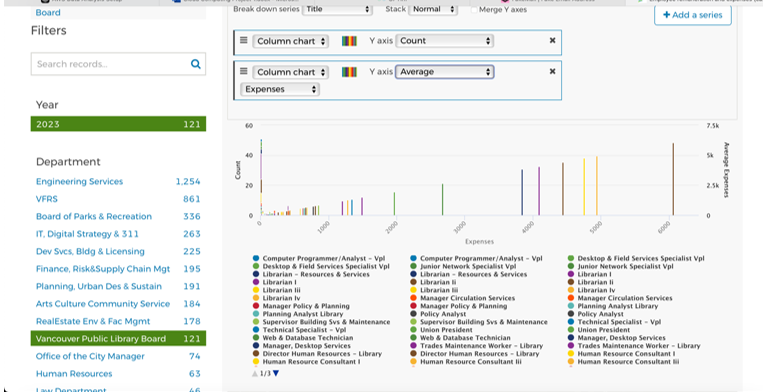 Board
Filters
Search records...
Year
2023 121
Department
Engineering Services 1,254
VFRS 861
Board of Parks & Recreation 336
IT, Digital Strategy & 311 263
Dev Svcs, Bldg & Licensing 225
Finance, Risk&Supply Chain Mgt 195
Planning, Urban Des & Sustain 191
Arts Culture Community Service 184
RealEstate Env & Fac Mgmt 178
Vancouver Public Library Board 121
Office of the City Manager 74
Human Resources 63
Law Department 46
Break down series Title Stack Normal Merge Y axes
+ Add a series
Column chart Y axis Count
Column chart Y axis Average
Expenses
60 7.5k
40 5k
20 2.5k
0 0
Count
Average Expenses
0 1000 2000 3000 4000 5000 6000
Expenses
Computer Programmer/Analyst - Vpl Computer Programmer/Analyst - Vpl Desktop & Field Services Specialist Vpl
Desktop & Field Services Specialist Vpl Junior Network Specialist Vpl Junior Network Specialist Vpl
Librarian - Resources & Services Librarian - Resources & Services Librarian I
Librarian I Librarian Ii Librarian Ii
Librarian Iii Librarian Iii Librarian Iv
Librarian Iv Manager Circulation Services Manager Circulation Services
Manager Policy & Planning Manager Policy & Planning Planning Analyst Library
Planning Analyst Library Policy Analyst Policy Analyst
Supervisor Building Svs & Maintenance Supervisor Building Svs & Maintenance Technical Specialist - Vpl
Technical Specialist - Vpl Union President Union President
Web & Database Technician Web & Database Technician Manager, Desktop Services
Manager, Desktop Services Trades Maintenance Worker - Library Trades Maintenance Worker - Library
Director Human Resources - Library Director Human Resources - Library Human Resource Consultant I
Human Resource Consultant I Human Resource Consultant Iii Human Resource Consultant Iii
1/3